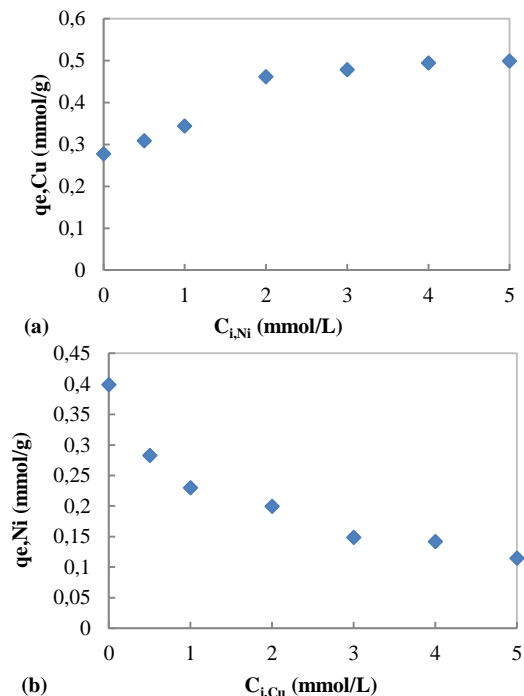 0,6
0,5
0,4
0,3
0,2
0,1
0
qe,Cu (mmol/g)
0 1 2 3 4 5
(a) Ci,Ni (mmol/L)
0,45
0,4
0,35
0,3
0,25
0,2
0,15
0,1
0,05
0
qe,Ni (mmol/g)
0 1 2 3 4 5
(b) Ci,Cu (mmol/L)